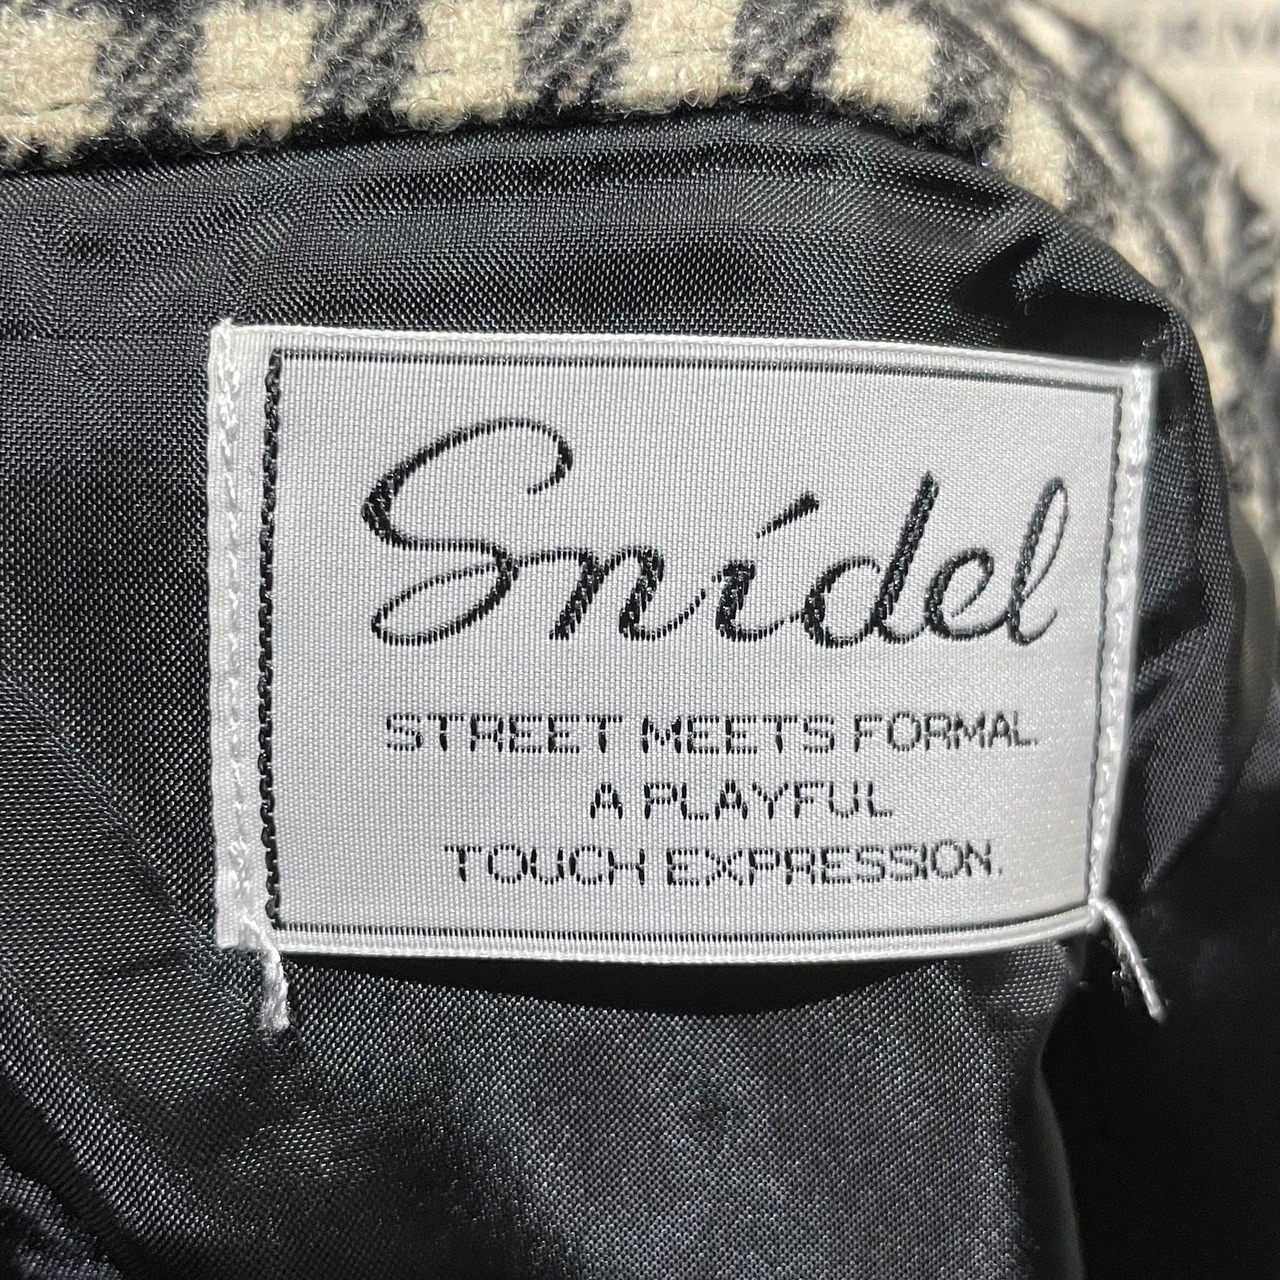 Snidel
STREET MEETS FORMAL.
A PLAYFUL
TOUCH EXPRESSION.